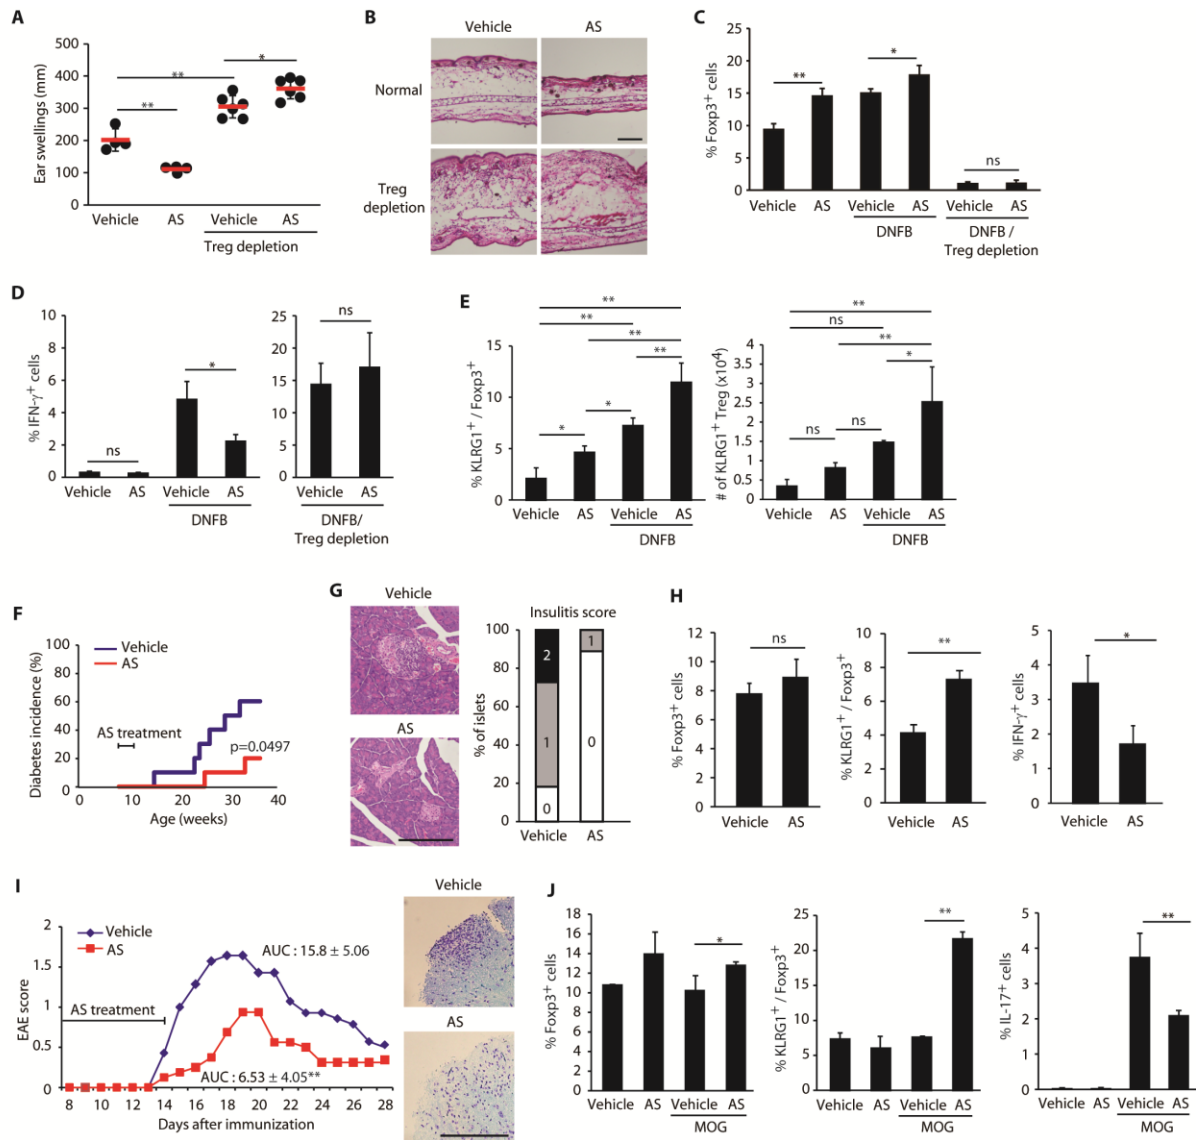 A
Ear swellings (mm)
500
400
300
200
100
0
**
**
*
Vehicle AS Vehicle AS
Treg depletion
B
Vehicle AS
Normal
Treg
depletion
C
% Foxp3+ cells
25
20
15
10
5
0
**
*
ns
Vehicle AS Vehicle AS Vehicle AS
DNFB DNFB /
Treg depletion
D
% IFN-γ+ cells
10
8
6
4
2
0
ns
*
Vehicle AS Vehicle AS
DNFB
25
20
15
10
5
0
ns
Vehicle AS
DNFB/
Treg depletion
E
% KLRG1+ / Foxp3+
15
10
5
0
**
**
**
**
*
*
Vehicle AS Vehicle AS
DNFB
# of KLRG1+ Treg (x10⁴)
4
3.5
3
2.5
2
1.5
1
0.5
0
**
ns
**
*
ns
ns
Vehicle AS Vehicle AS
DNFB
F
Diabetes incidence (%)
100
80
60
40
20
0
Vehicle
AS
AS treatment
p=0.0497
0 10 20 30 40
Age (weeks)
G
Vehicle
AS
Insulitis score
% of islets
100
80
60
40
20
0
2
1
0
1
0
Vehicle AS
H
% Foxp3+ cells
12
10
8
6
4
2
0
ns
Vehicle AS
% KLRG1+ / Foxp3+
10
9
8
7
6
5
4
3
2
1
0
**
Vehicle AS
% IFN-γ+ cells
5
4
3
2
1
0
*
Vehicle AS
I
EAE score
2
1.5
1
0.5
0
Vehicle
AS
AUC : 15.8 ± 5.06
AS treatment
AUC : 6.53 ± 4.05**
8 10 12 14 16 18 20 22 24 26 28
Days after immunization
Vehicle
AS
J
% Foxp3+ cells
18
16
14
12
10
8
6
4
2
0
*
Vehicle AS Vehicle AS
MOG
% KLRG1+ / Foxp3+
25
20
15
10
5
0
**
Vehicle AS Vehicle AS
MOG
% IL-17+ cells
5
4
3
2
1
0
**
Vehicle AS Vehicle AS
MOG